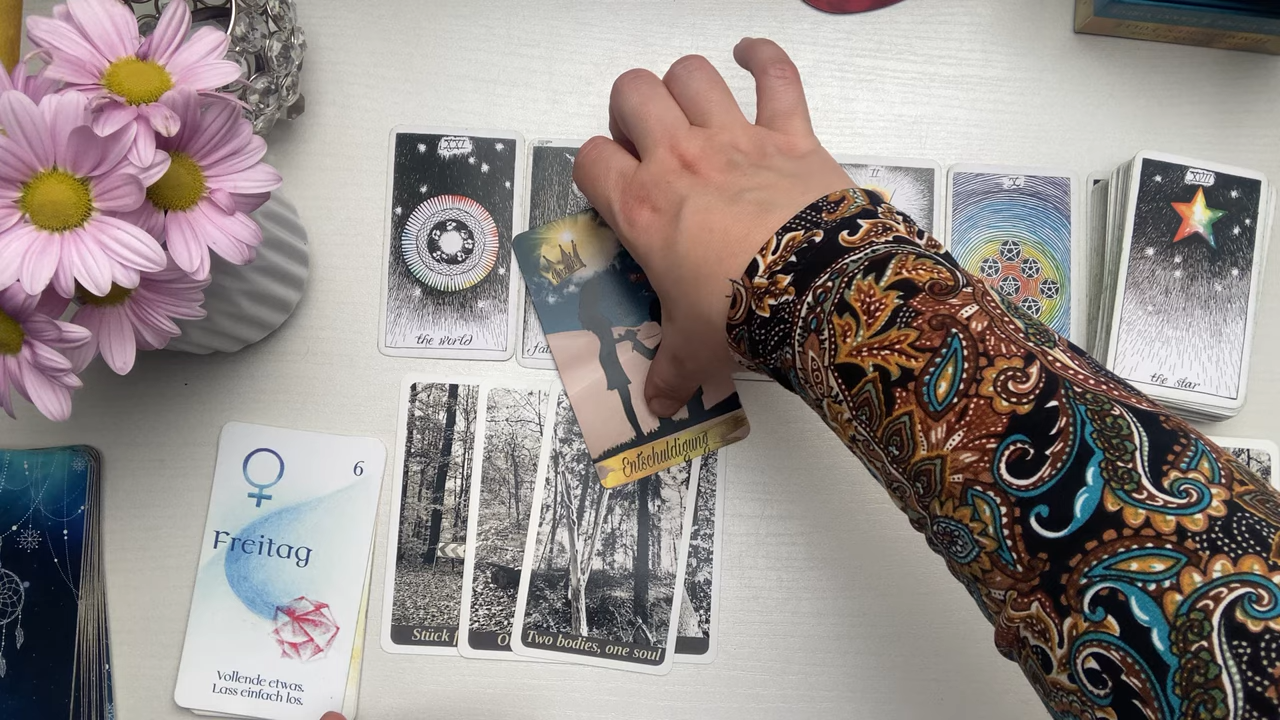 XXI
the world
II
X
XVII
the star
Entschuldigung
6
Freitag
Vollende etwas.
Lass einfach los.
Stück
Two bodies, one soul